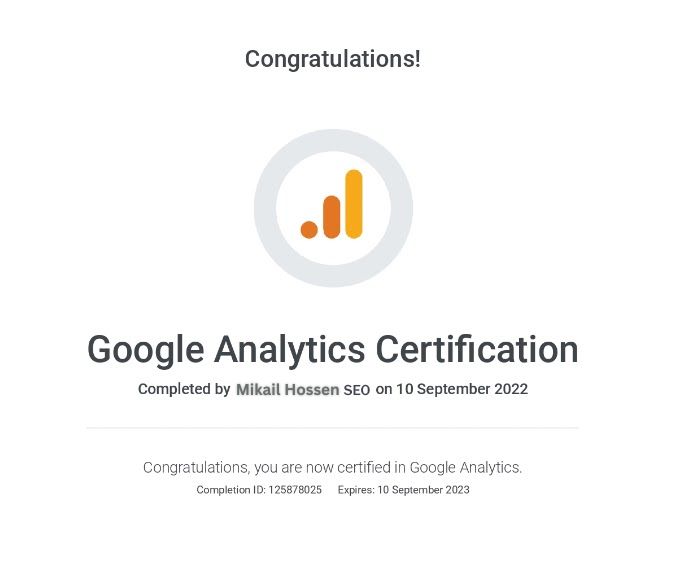 Congratulations!
Google Analytics Certification
Completed by Mikail Hossen SEO on 10 September 2022
Congratulations, you are now certified in Google Analytics.
Completion ID: 125878025 Expires: 10 September 2023